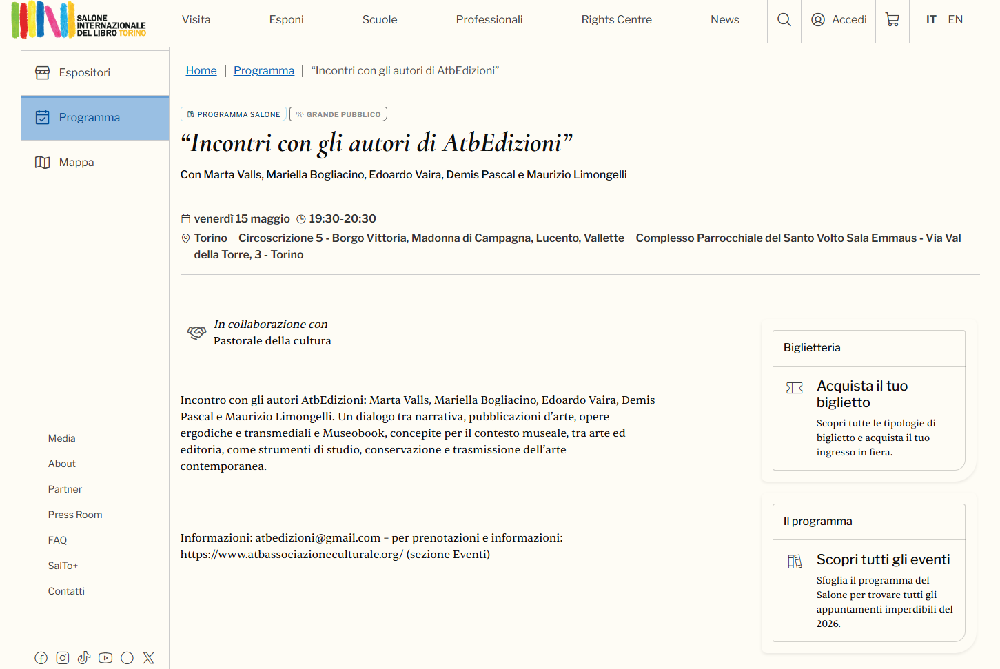 SALONE
INTERNAZIONALE
DEL LIBRO TORINO
Visita
Esponi
Scuole
Professionali
Rights Centre
News
Accedi
IT
EN
Espositori
Programma
Mappa
Home | Programma | “Incontri con gli autori di AtbEdizioni”
PROGRAMMA SALONE
GRANDE PUBBLICO
“Incontri con gli autori di AtbEdizioni”
Con Marta Valls, Mariella Bogliacino, Edoardo Vaira, Demis Pascal e Maurizio Limongelli
venerdì 15 maggio 19:30-20:30
Torino | Circoscrizione 5 - Borgo Vittoria, Madonna di Campagna, Lucento, Vallette | Complesso Parrocchiale del Santo Volto Sala Emmaus - Via Val
della Torre, 3 - Torino
In collaborazione con
Pastorale della cultura
Incontro con gli autori AtbEdizioni: Marta Valls, Mariella Bogliacino, Edoardo Vaira, Demis
Pascal e Maurizio Limongelli. Un dialogo tra narrativa, pubblicazioni d’arte, opere
ergodiche e transmediali e Museobook, concepite per il contesto museale, tra arte ed
editoria, come strumenti di studio, conservazione e trasmissione dell’arte
contemporanea.
Informazioni: atbedizioni@gmail.com – per prenotazioni e informazioni:
https://www.atbassociazioneculturale.org/ (sezione Eventi)
Biglietteria
Acquista il tuo
biglietto
Scopri tutte le tipologie di
biglietto e acquista il tuo
ingresso in fiera.
Il programma
Scopri tutti gli eventi
Sfoglia il programma del
Salone per trovare tutti gli
appuntamenti imperdibili del
2026.
Media
About
Partner
Press Room
FAQ
SalTo+
Contatti